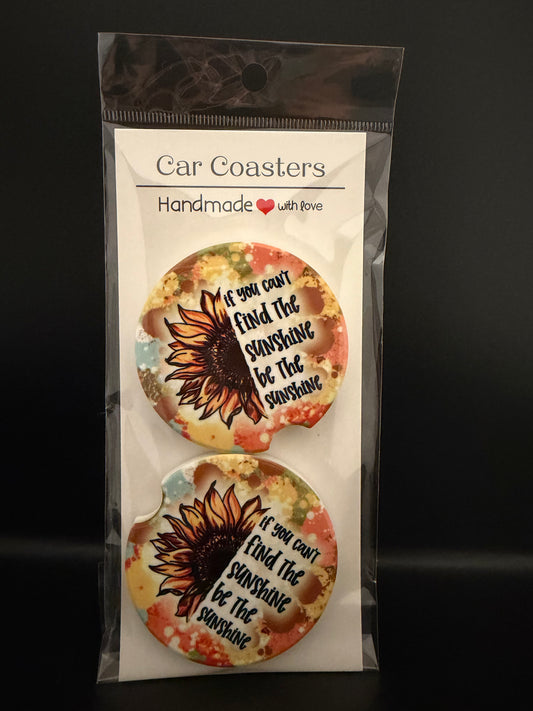 Car Coasters
Handmade with love
if you can't
find the
sunshine
be the
sunshine
if you can't
find the
sunshine
be the
sunshine